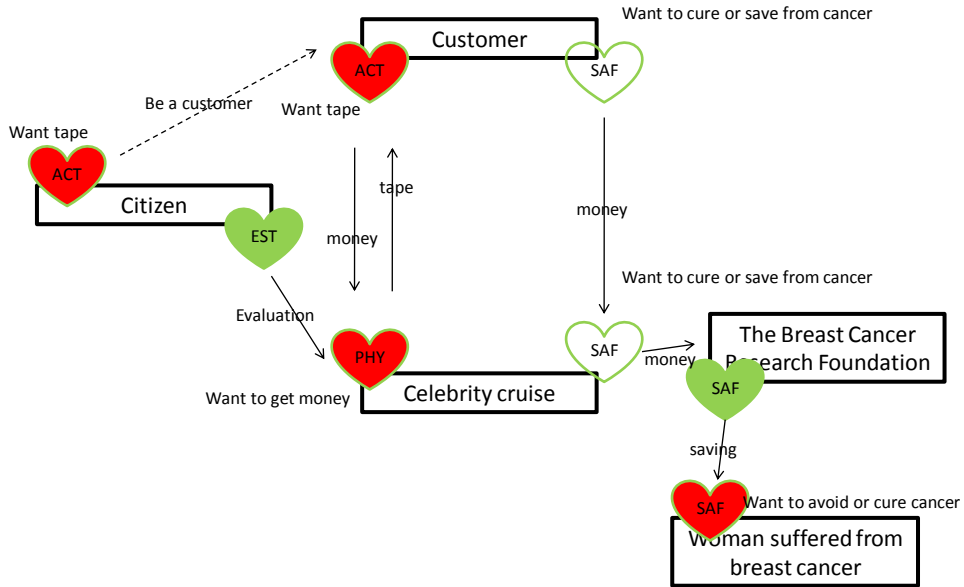 Want to cure or save from cancer
Customer
ACT
SAF
Want tape
Be a customer
Want tape
ACT
Citizen
EST
tape
money
money
Want to cure or save from cancer
Evaluation
PHY
SAF
money
The Breast Cancer
Research Foundation
Want to get money
Celebrity cruise
SAF
saving
SAF
Want to avoid or cure cancer
Woman suffered from
breast cancer